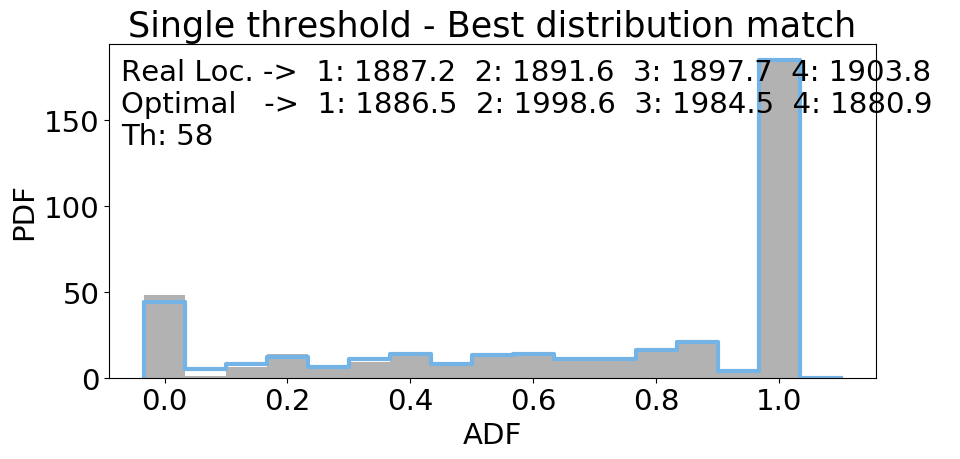 Single threshold - Best distribution match
Real Loc. -> 1: 1887.2 2: 1891.6 3: 1897.7 4: 1903.8
Optimal -> 1: 1886.5 2: 1998.6 3: 1984.5 4: 1880.9
Th: 58
PDF
150
100
50
0
0.0 0.2 0.4 0.6 0.8 1.0
ADF